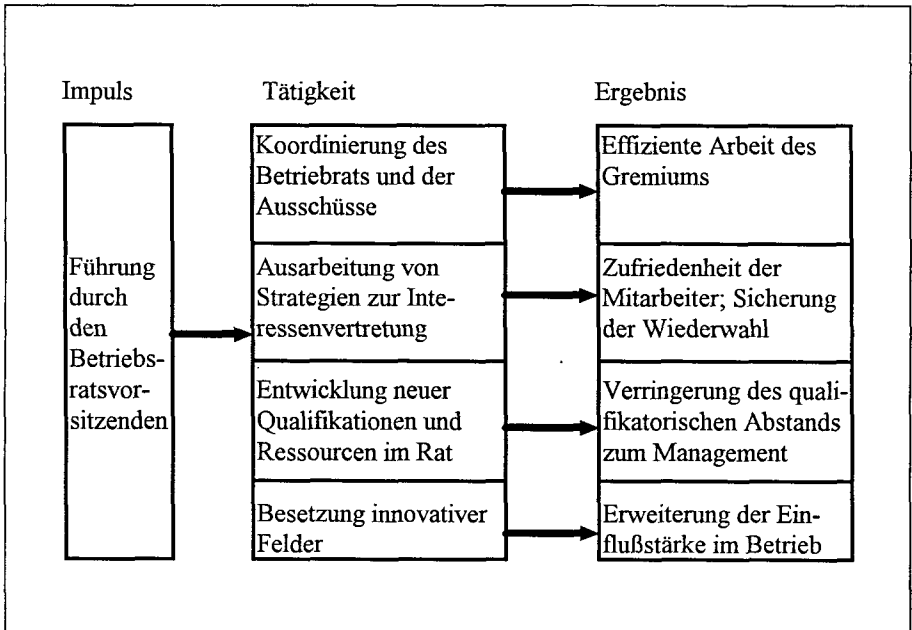 Impuls
Tätigkeit
Ergebnis
Führung
durch
den
Betriebs-
ratsvor-
sitzenden
Koordinierung des
Betriebrats und der
Ausschüsse
Effiziente Arbeit des
Gremiums
Ausarbeitung von
Strategien zur Inte-
ressenvertretung
Zufriedenheit der
Mitarbeiter; Sicherung
der Wiederwahl
Entwicklung neuer
Qualifikationen und
Ressourcen im Rat
Verringerung des quali-
fikatorischen Abstands
zum Management
Besetzung innovativer
Felder
Erweiterung der Ein-
flußstärke im Betrieb